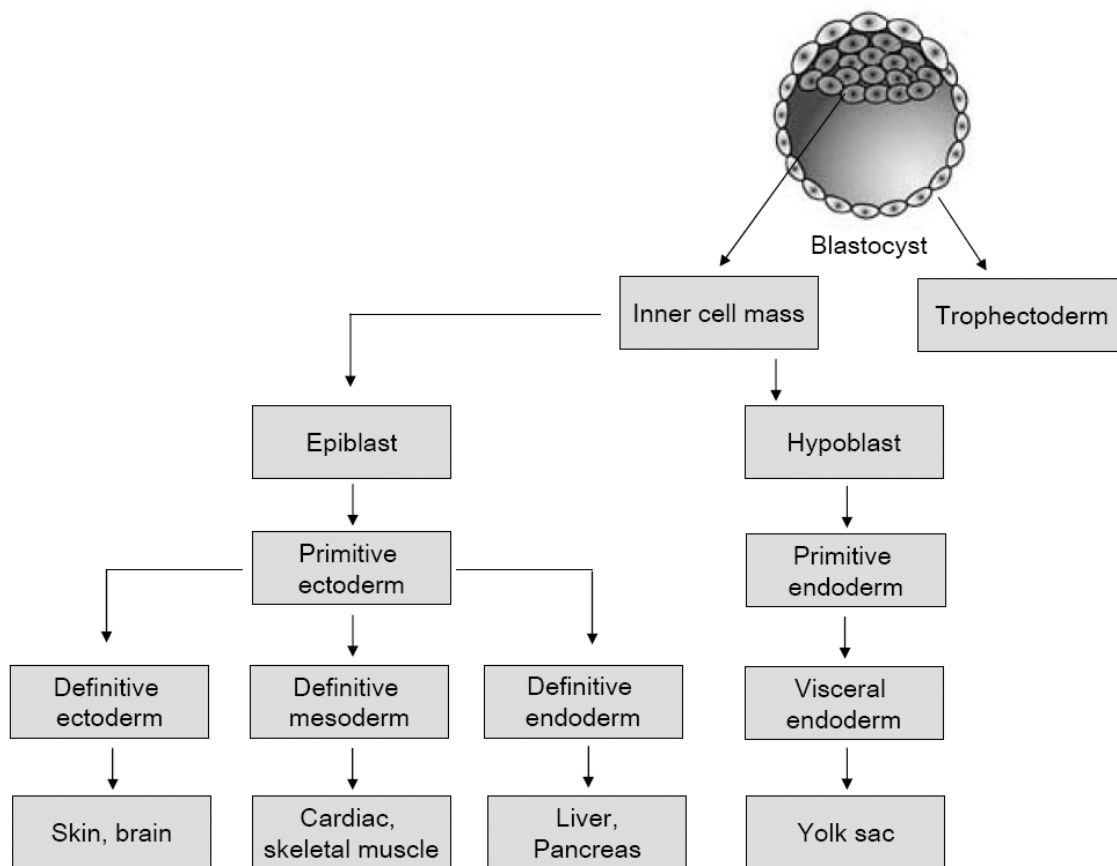 Blastocyst
Inner cell mass
Trophectoderm
Epiblast
Hypoblast
Primitive
ectoderm
Primitive
endoderm
Definitive
ectoderm
Definitive
mesoderm
Definitive
endoderm
Visceral
endoderm
Skin, brain
Cardiac,
skeletal muscle
Liver,
Pancreas
Yolk sac